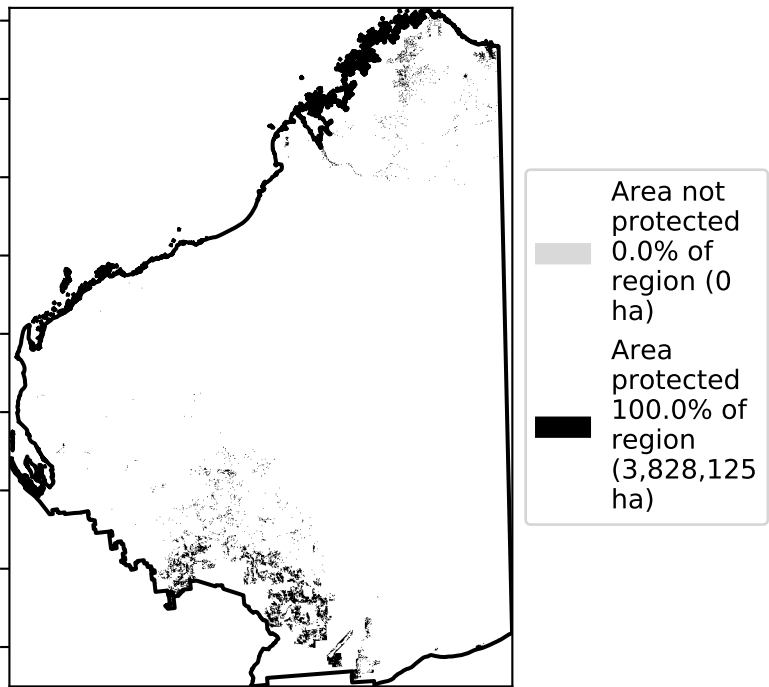 Area not
protected
0.0% of
region (0
ha)
Area
protected
100.0% of
region
(3,828,125
ha)